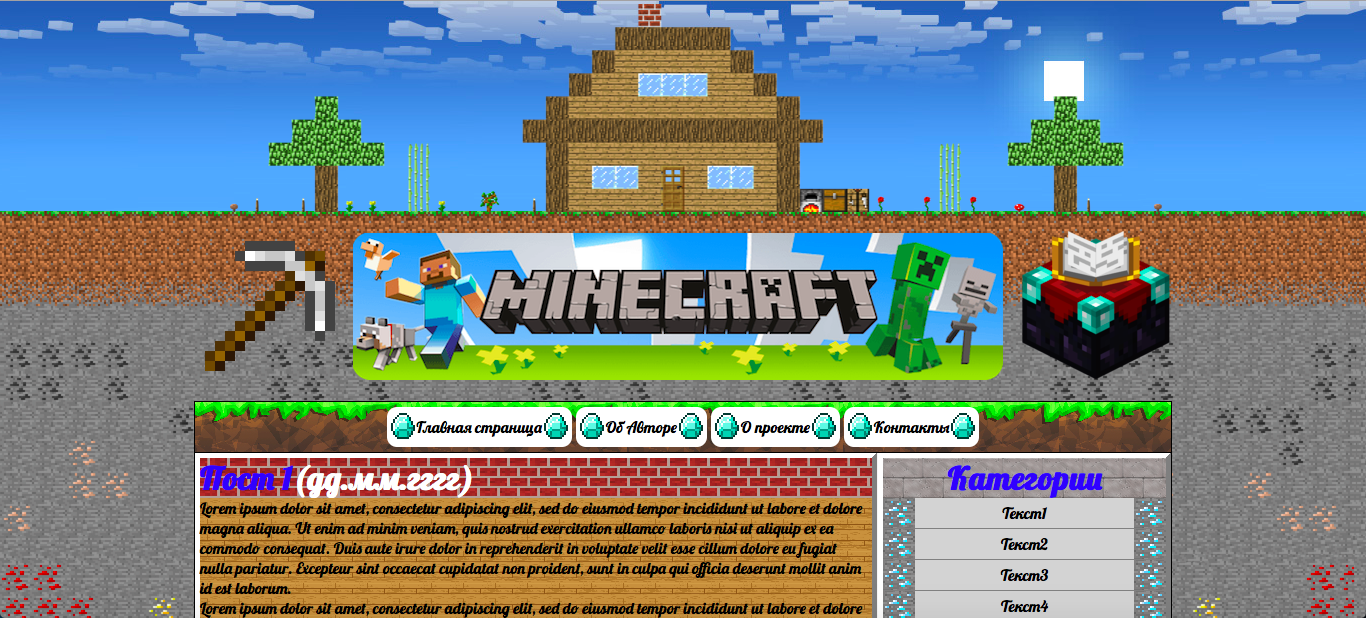 MINECRAFT
Главная страница Об Авторе О проекте Контакты
Пост 1 (дд.мм.гггг)
Lorem ipsum dolor sit amet, consectetur adipiscing elit, sed do eiusmod tempor incididunt ut labore et dolore
magna aliqua. Ut enim ad minim veniam, quis nostrud exercitation ullamco laboris nisi ut aliquip ex ea
commodo consequat. Duis aute irure dolor in reprehenderit in voluptate velit esse cillum dolore eu fugiat
nulla pariatur. Excepteur sint occaecat cupidatat non proident, sunt in culpa qui officia deserunt mollit anim
id est laborum.
Lorem ipsum dolor sit amet, consectetur adipiscing elit, sed do eiusmod tempor incididunt ut labore et dolore
Категории
Текст1
Текст2
Текст3
Текст4